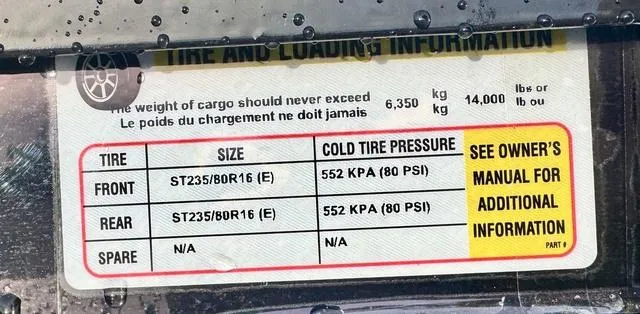 TIRE AND LOADING INFORMATION
The weight of cargo should never exceed 6,350 kg 14,000 lbs or
Le poids du chargement ne doit jamais kg lb ou
TIRE SIZE COLD TIRE PRESSURE
FRONT ST235/80R16 (E) 552 KPA (80 PSI)
REAR ST235/80R16 (E) 552 KPA (80 PSI)
SPARE N/A N/A
SEE OWNER'S
MANUAL FOR
ADDITIONAL
INFORMATION
PART #